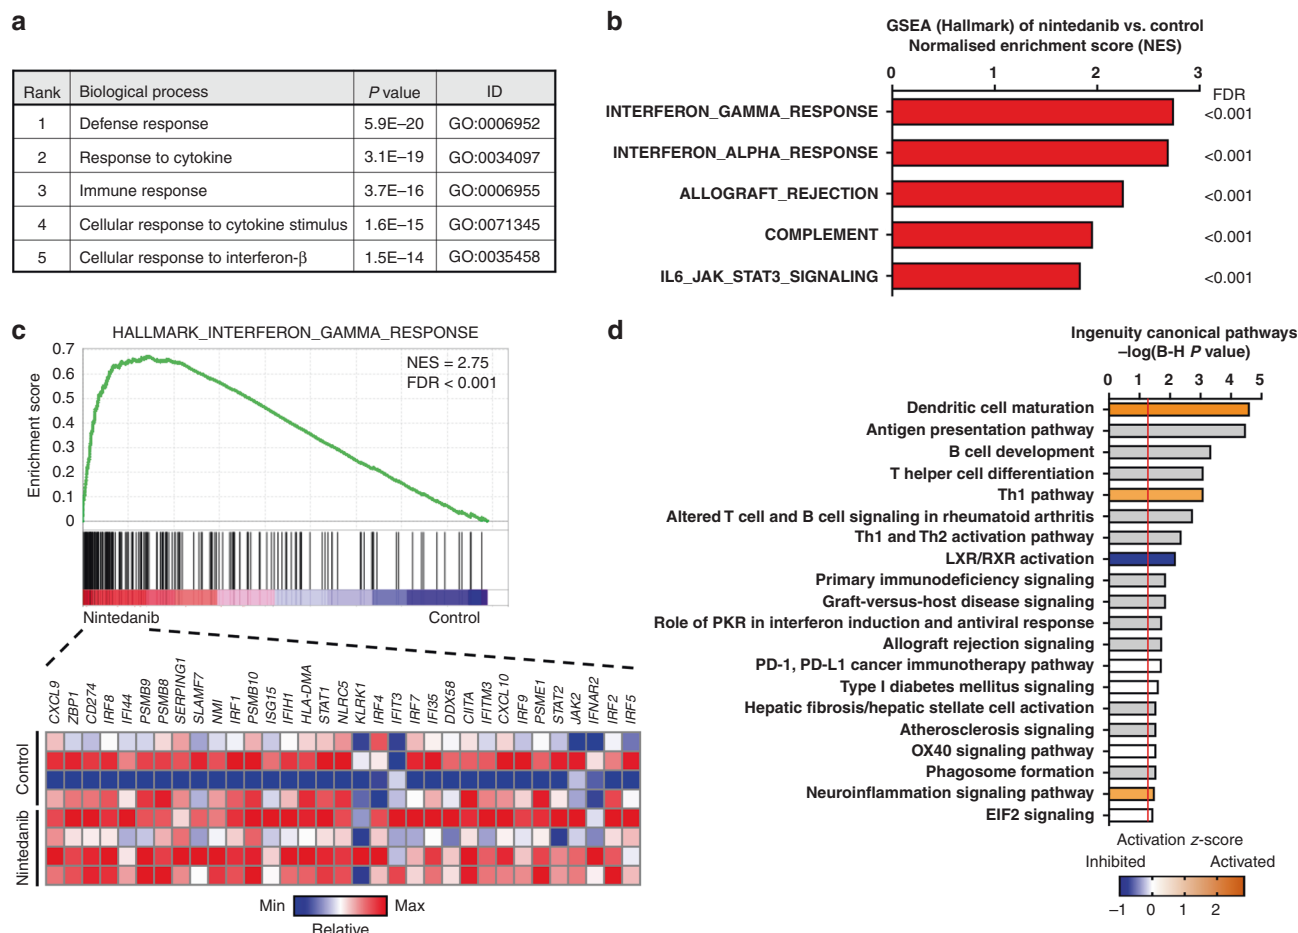 a
Rank Biological process P value ID
1 Defense response 5.9E–20 GO:0006952
2 Response to cytokine 3.1E–19 GO:0034097
3 Immune response 3.7E–16 GO:0006955
4 Cellular response to cytokine stimulus 1.6E–15 GO:0071345
5 Cellular response to interferon-β 1.5E–14 GO:0035458
b
GSEA (Hallmark) of nintedanib vs. control
Normalised enrichment score (NES)
0 1 2 3
FDR
INTERFERON_GAMMA_RESPONSE <0.001
INTERFERON_ALPHA_RESPONSE <0.001
ALLOGRAFT_REJECTION <0.001
COMPLEMENT <0.001
IL6_JAK_STAT3_SIGNALING <0.001
c
HALLMARK_INTERFERON_GAMMA_RESPONSE
NES = 2.75
FDR < 0.001
Enrichment score
0.7
0.6
0.5
0.4
0.3
0.2
0.1
0
Nintedanib Control
CXCL9 ZBP1 CD274 IRF8 IFI44 PSMB9 PSMB8 SERPING1 SLAMF7 NMI IRF1 PSMB10 ISG15 IFIH1 HLA-DMA STAT1 NLRC5 KLRK1 IRF4 IFIT3 IRF7 IFI35 DDX58 CIITA IFITM3 CXCL10 IRF9 PSME1 STAT2 JAK2 IFNAR2 IRF2 IRF5
Control
Nintedanib
Min Max
Relative
d
Ingenuity canonical pathways
–log(B-H P value)
0 1 2 3 4 5
Dendritic cell maturation
Antigen presentation pathway
B cell development
T helper cell differentiation
Th1 pathway
Altered T cell and B cell signaling in rheumatoid arthritis
Th1 and Th2 activation pathway
LXR/RXR activation
Primary immunodeficiency signaling
Graft-versus-host disease signaling
Role of PKR in interferon induction and antiviral response
Allograft rejection signaling
PD-1, PD-L1 cancer immunotherapy pathway
Type I diabetes mellitus signaling
Hepatic fibrosis/hepatic stellate cell activation
Atherosclerosis signaling
OX40 signaling pathway
Phagosome formation
Neuroinflammation signaling pathway
EIF2 signaling
Activation z-score
Inhibited Activated
–1 0 1 2